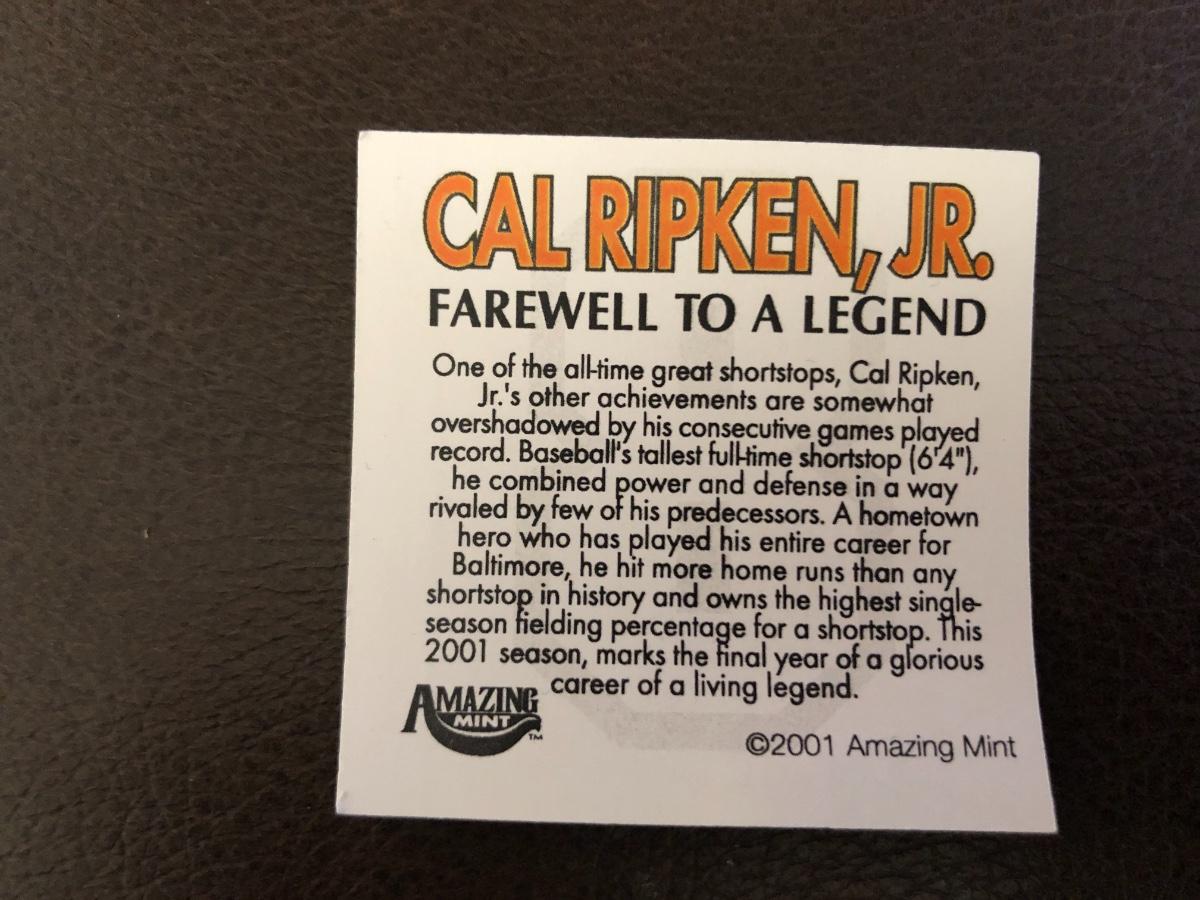 CAL RIPKEN, JR.
FAREWELL TO A LEGEND
One of the all-time great shortstops, Cal Ripken,
Jr.'s other achievements are somewhat
overshadowed by his consecutive games played
record. Baseball's tallest full-time shortstop (6'4"),
he combined power and defense in a way
rivaled by few of his predecessors. A hometown
hero who has played his entire career for
Baltimore, he hit more home runs than any
shortstop in history and owns the highest single-
season fielding percentage for a shortstop. This
2001 season, marks the final year of a glorious
career of a living legend.
AMAZING
MINT™
©2001 Amazing Mint